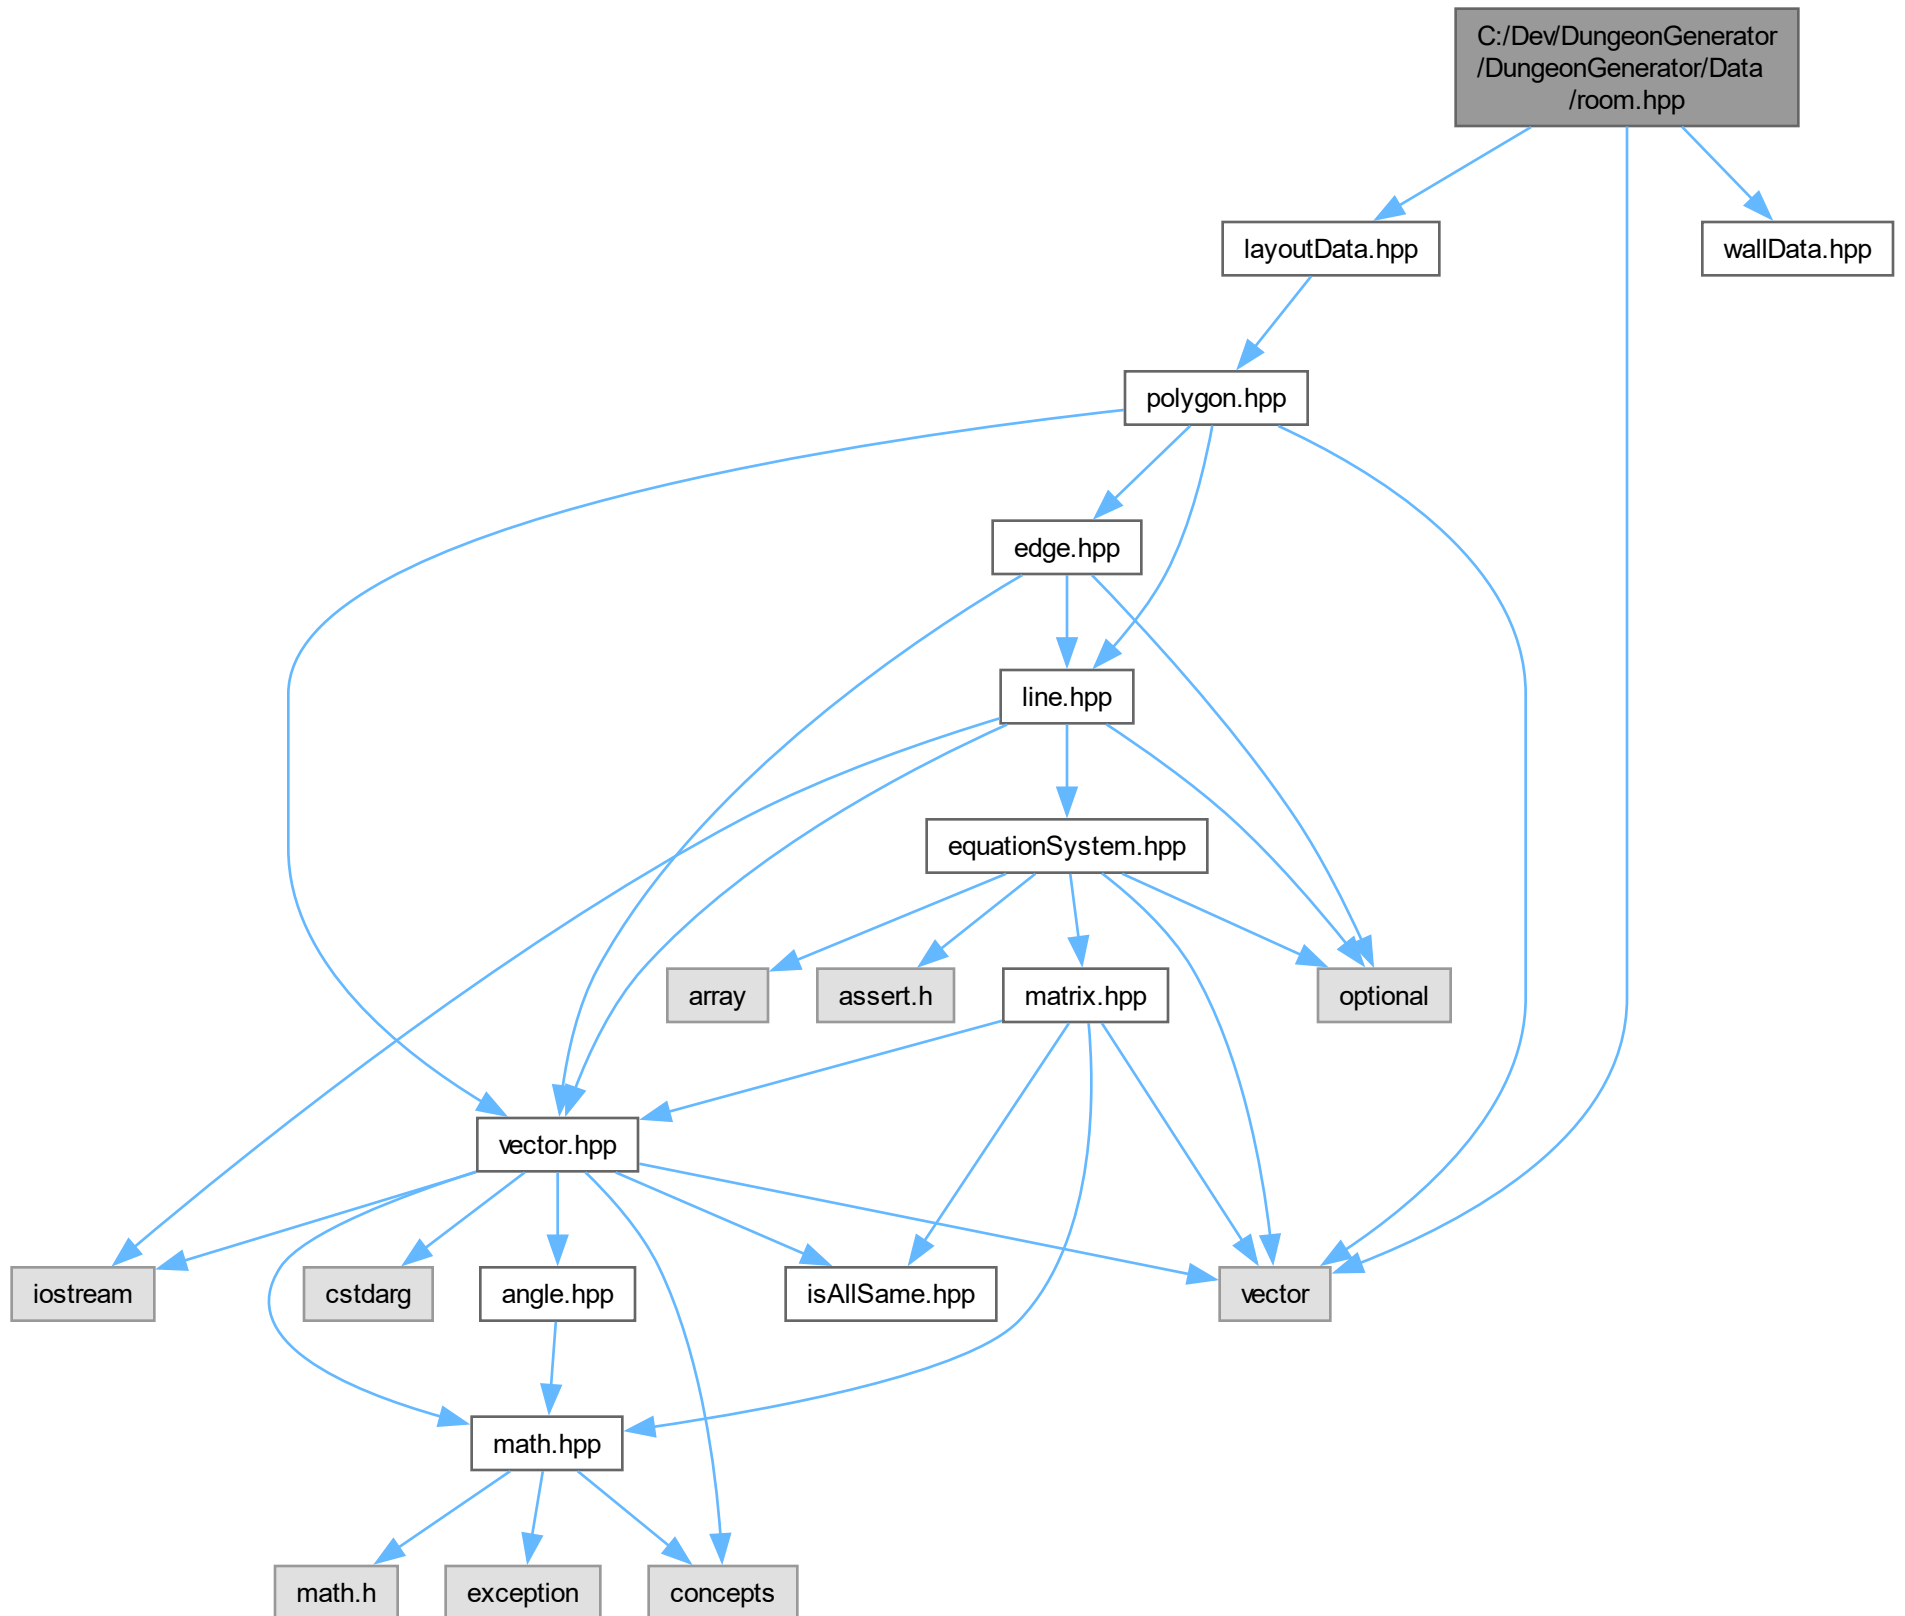 C:/Dev/DungeonGenerator
/DungeonGenerator/Data
/room.hpp
layoutData.hpp
wallData.hpp
polygon.hpp
edge.hpp
line.hpp
equationSystem.hpp
array
assert.h
matrix.hpp
optional
vector.hpp
iostream
cstdarg
angle.hpp
isAllSame.hpp
vector
math.hpp
math.h
exception
concepts